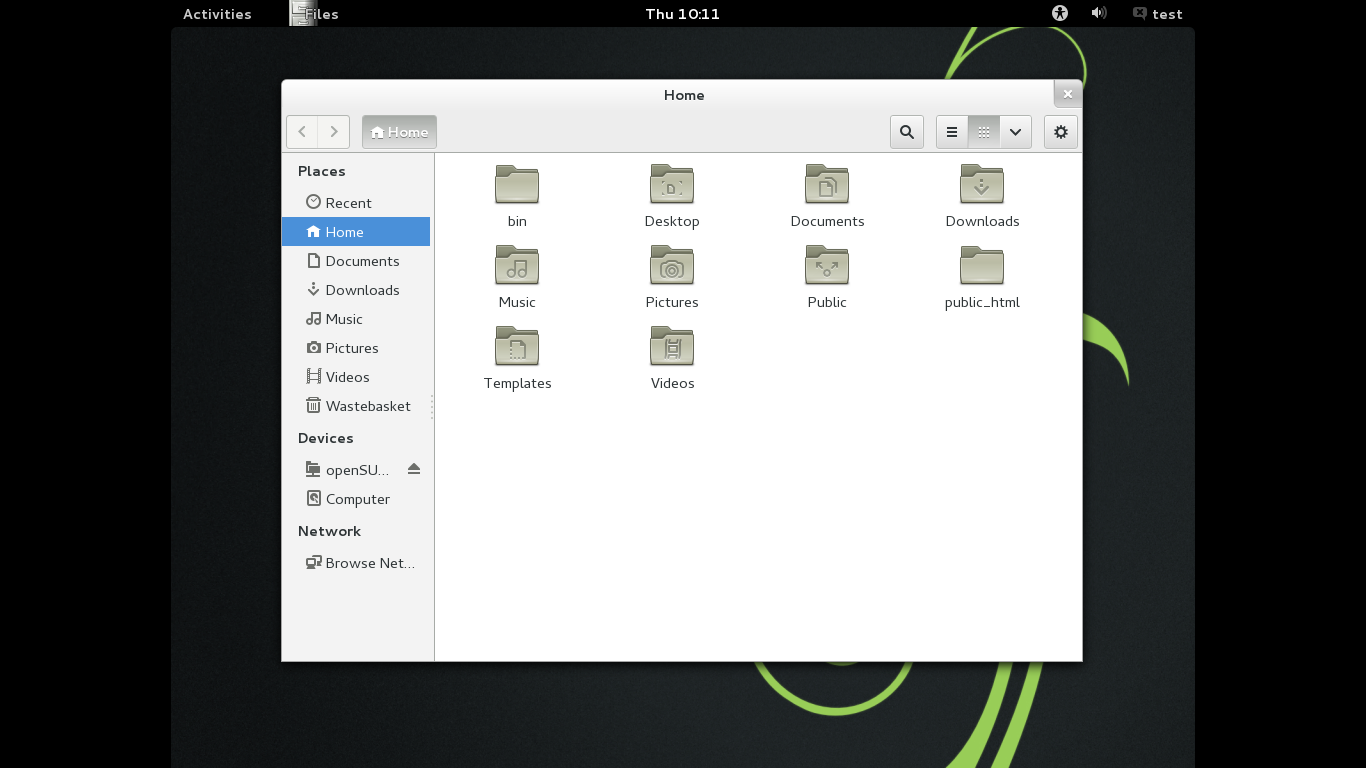 Activities Files Thu 10:11 test
Home
Home
Places
Recent
Home
Documents
Downloads
Music
Pictures
Videos
Wastebasket
Devices
openSU...
Computer
Network
Browse Net...
bin Desktop Documents Downloads
Music Pictures Public public_html
Templates Videos